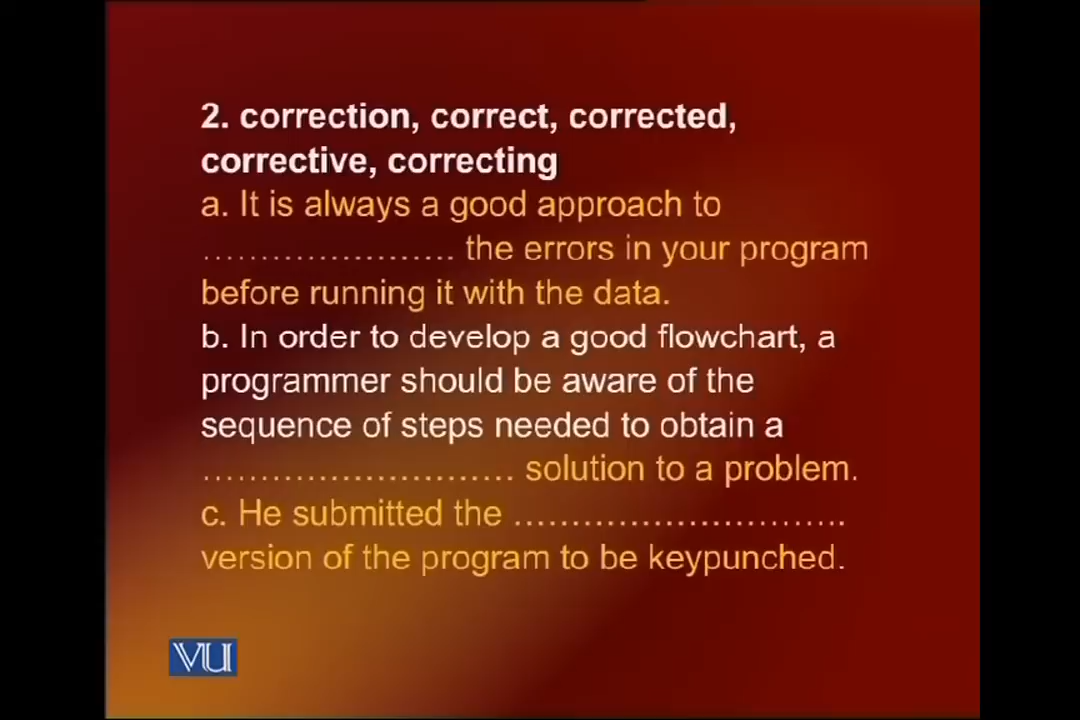 2. correction, correct, corrected,
corrective, correcting
a. It is always a good approach to
...................... the errors in your program
before running it with the data.
b. In order to develop a good flowchart, a
programmer should be aware of the
sequence of steps needed to obtain a
........................... solution to a problem.
c. He submitted the .............................
version of the program to be keypunched.
VU